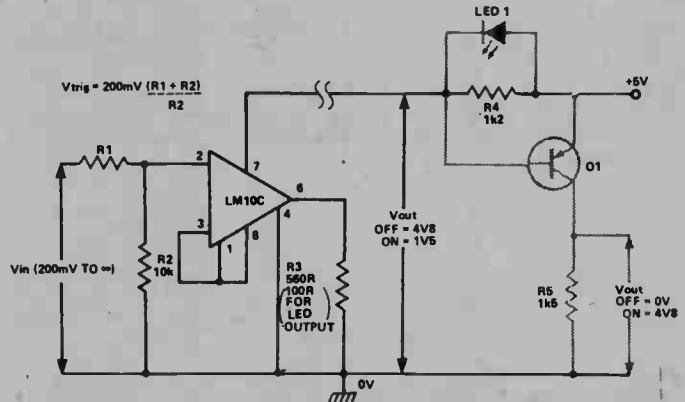 LED 1
Vtrig = 200mV (R1 + R2)
R2
+5V
R4
1k2
R1
2
7
LM10C
6
4
3
1
8
Q1
Vout
OFF = 4V8
ON = 1V5
Vin (200mV TO ∞)
R2
10k
R3
560R
(100R
FOR
LED
OUTPUT)
R5
1k5
Vout
OFF = 0V
ON = 4V8
0V